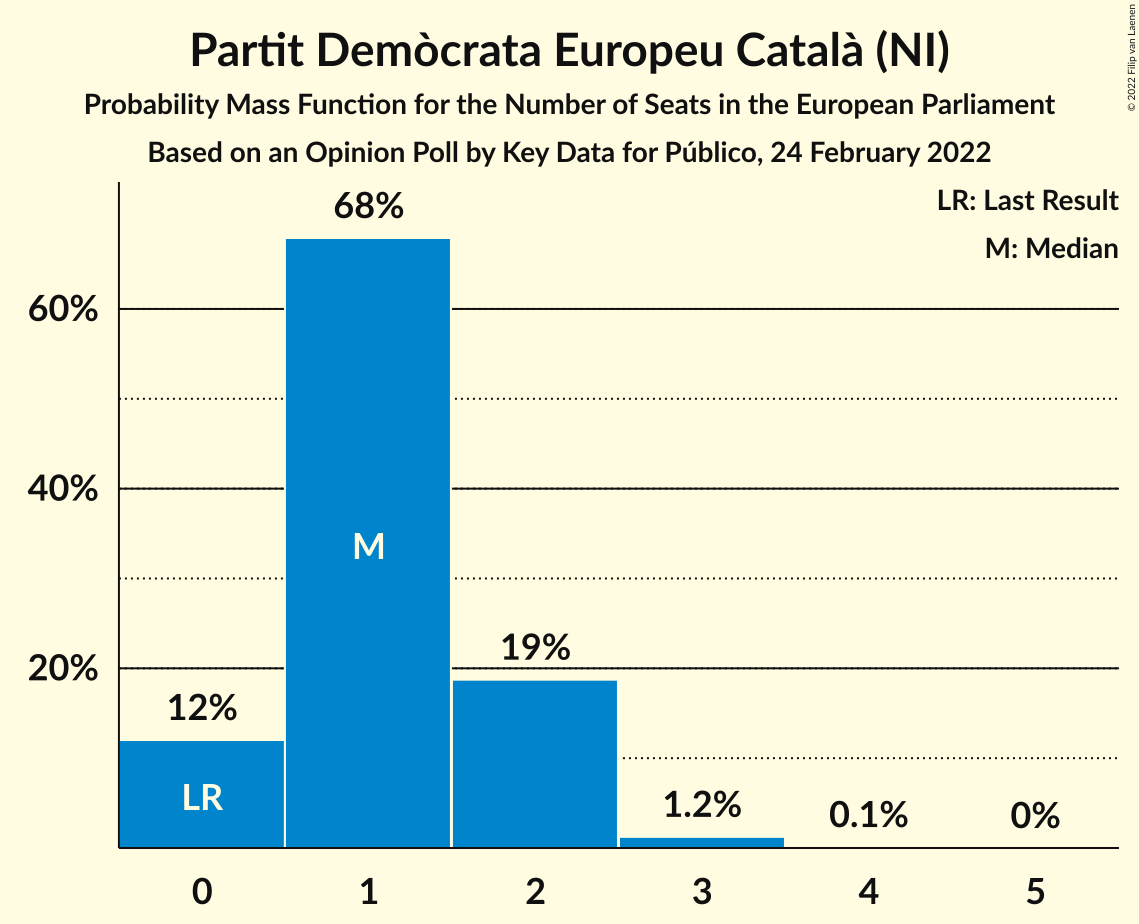 Partit Demòcrata Europeu Català (NI)
Probability Mass Function for the Number of Seats in the European Parliament
Based on an Opinion Poll by Key Data for Público, 24 February 2022
© 2022 Filip van Laenen
LR: Last Result
M: Median
68%
60%
40%
M
19%
20%
12%
LR
1.2%
0.1%
0%
0 1 2 3 4 5